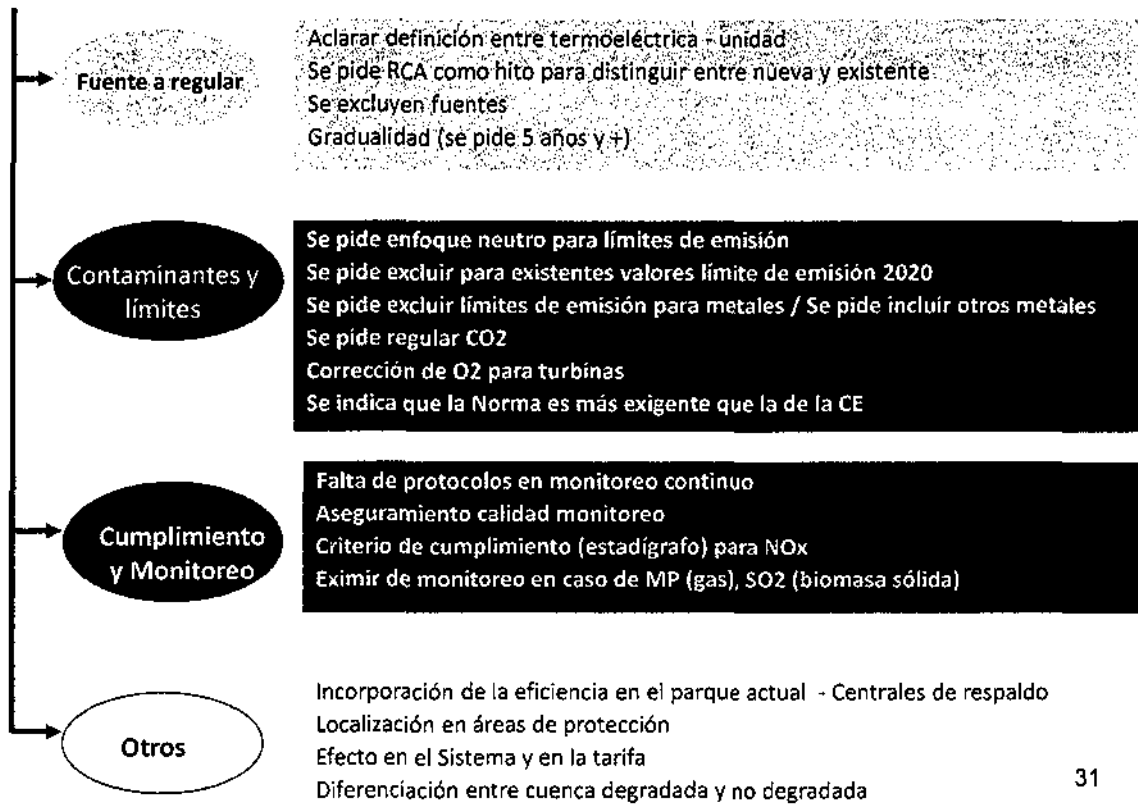 Fuente a regular
Aclarar definición entre termoeléctrica - unidad
Se pide RCA como hito para distinguir entre nueva y existente
Se excluyen fuentes
Gradualidad (se pide 5 años y +)
Contaminantes y
límites
Se pide enfoque neutro para límites de emisión
Se pide excluir para existentes valores límite de emisión 2020
Se pide excluir límites de emisión para metales / Se pide incluír otros metales
Se pide regular CO2
Corrección de O2 para turbinas
Se indica que la Norma es más exigente que la de la CE
Cumplimiento
y Monitoreo
Falta de protocolos en monitoreo continuo
Aseguramiento calidad monitoreo
Criterio de cumplimiento (estadígrafo) para NOx
Eximir de monitoreo en caso de MP (gas), SO2 (biomasa sólida)
Otros
Incorporación de la eficiencia en el parque actual - Centrales de respaldo
Localización en áreas de protección
Efecto en el Sistema y en la tarifa
Diferenciación entre cuenca degradada y no degradada
31